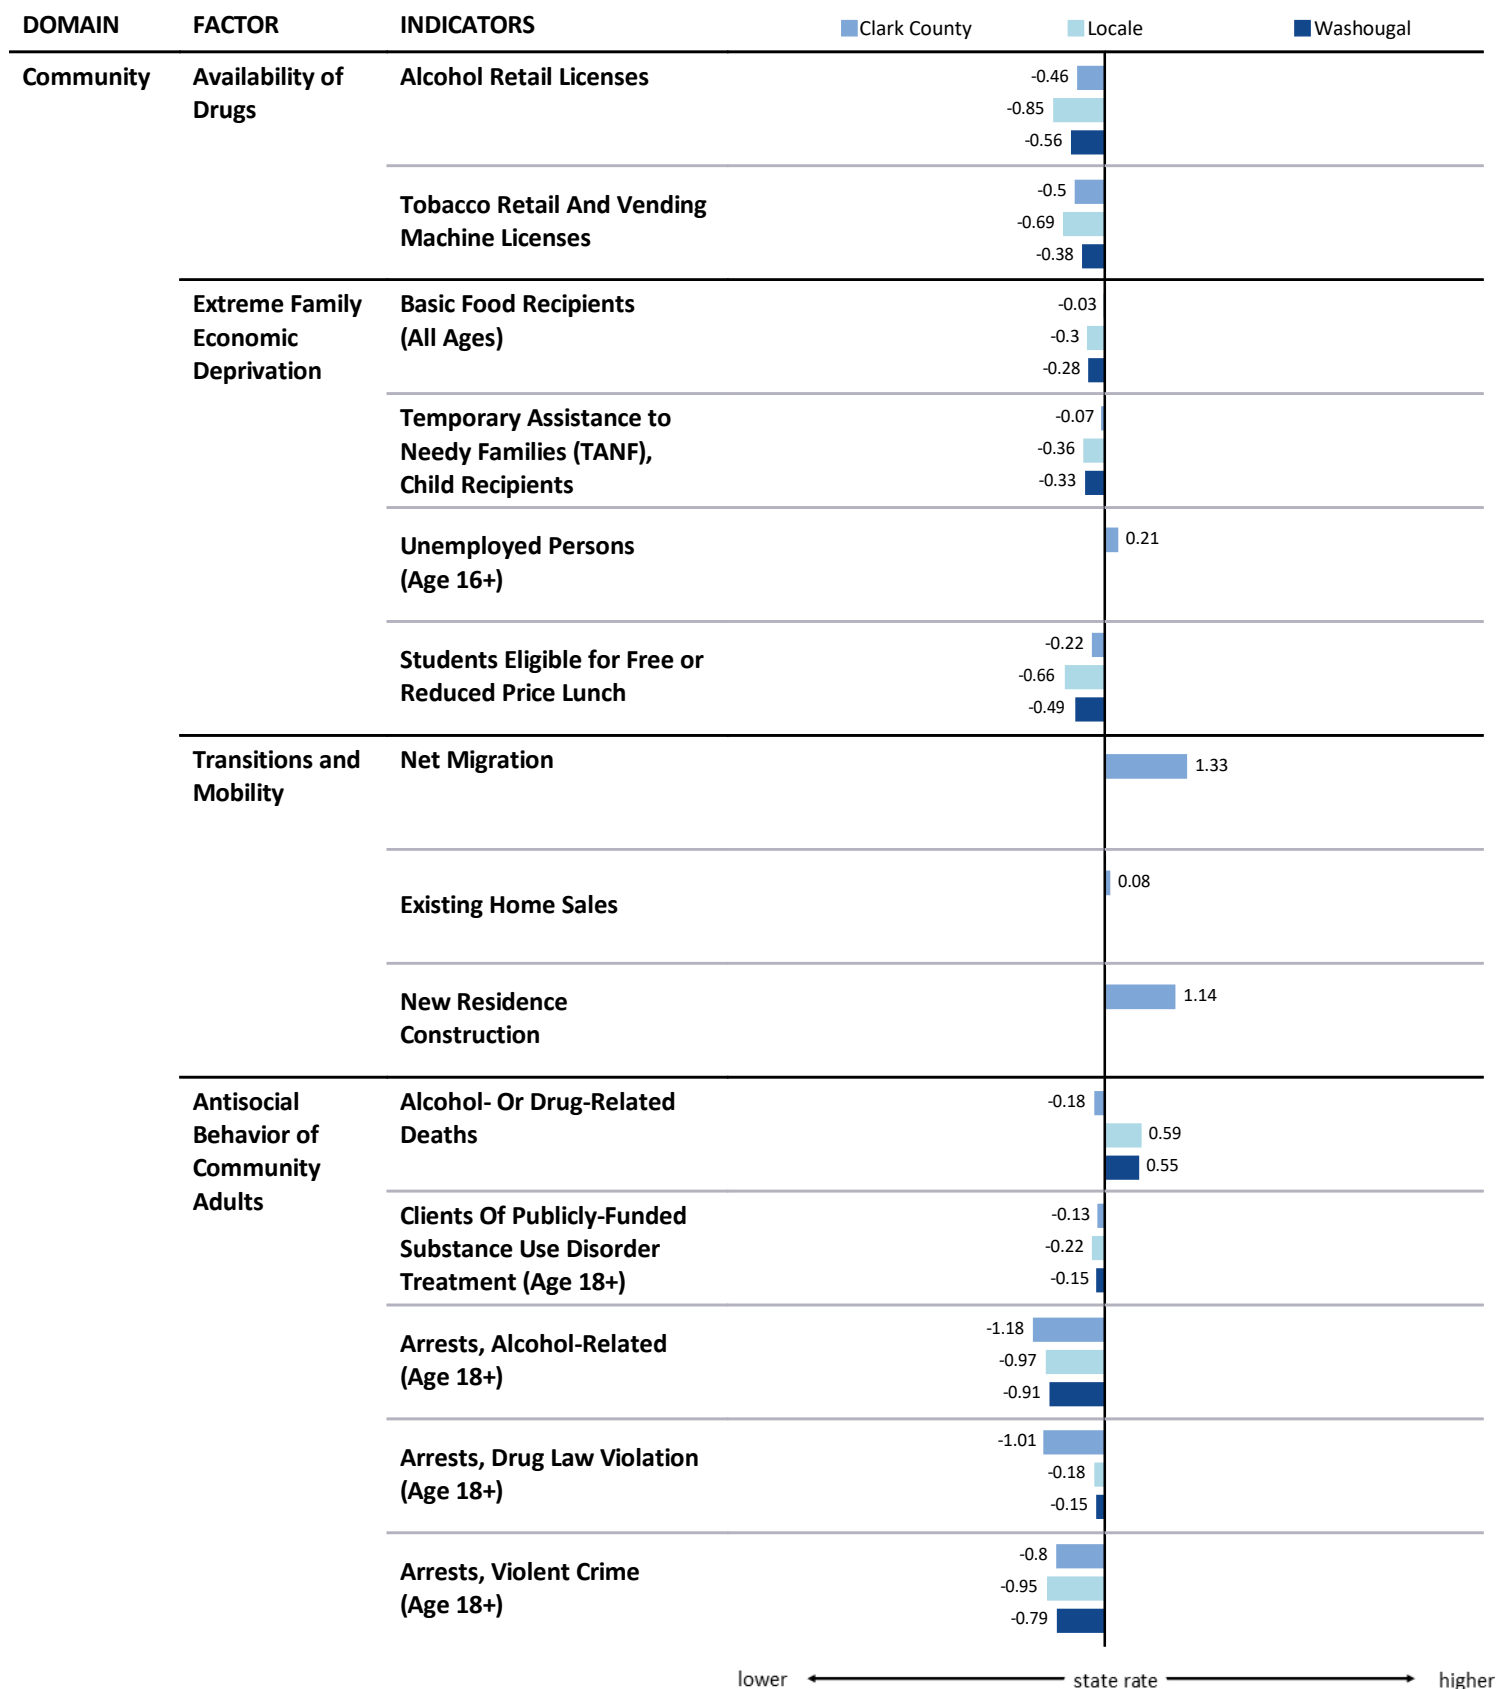 DOMAIN FACTOR INDICATORS Clark County Locale Washougal
Community
Availability of
Drugs
Alcohol Retail Licenses
-0.46
-0.85
-0.56
Tobacco Retail And Vending
Machine Licenses
-0.5
-0.69
-0.38
Extreme Family
Economic
Deprivation
Basic Food Recipients
(All Ages)
-0.03
-0.3
-0.28
Temporary Assistance to
Needy Families (TANF),
Child Recipients
-0.07
-0.36
-0.33
Unemployed Persons
(Age 16+)
0.21
Students Eligible for Free or
Reduced Price Lunch
-0.22
-0.66
-0.49
Transitions and
Mobility
Net Migration
1.33
Existing Home Sales
0.08
New Residence
Construction
1.14
Antisocial
Behavior of
Community
Adults
Alcohol- Or Drug-Related
Deaths
-0.18
0.59
0.55
Clients Of Publicly-Funded
Substance Use Disorder
Treatment (Age 18+)
-0.13
-0.22
-0.15
Arrests, Alcohol-Related
(Age 18+)
-1.18
-0.97
-0.91
Arrests, Drug Law Violation
(Age 18+)
-1.01
-0.18
-0.15
Arrests, Violent Crime
(Age 18+)
-0.8
-0.95
-0.79
lower state rate higher